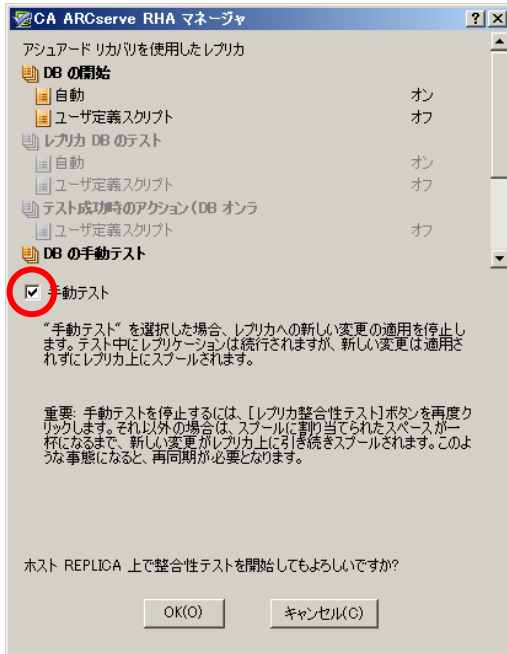 CA ARCserve RHA マネージャ
アシュアード リカバリを使用したレプリカ
DB の開始
自動 オン
ユーザ定義スクリプト オフ
レプリカ DB のテスト
自動 オン
ユーザ定義スクリプト オフ
テスト成功時のアクション(DB オンラ
ユーザ定義スクリプト オフ
DB の手動テスト
手動テスト
“手動テスト” を選択した場合、レプリカへの新しい変更の適用を停止し
ます。テスト中にレプリケーションは続行されますが、新しい変更は適用さ
れずにレプリカ上にスプールされます。
重要: 手動テストを停止するには、[レプリカ整合性テスト]ボタンを再度ク
リックします。それ以外の場合は、スプールに割り当てられたスペースが一
杯になるまで、新しい変更がレプリカ上に引き続きスプールされます。このよ
うな事態になると、再同期が必要となります。
ホスト REPLICA 上で整合性テストを開始してもよろしいですか?
OK(O) キャンセル(C)